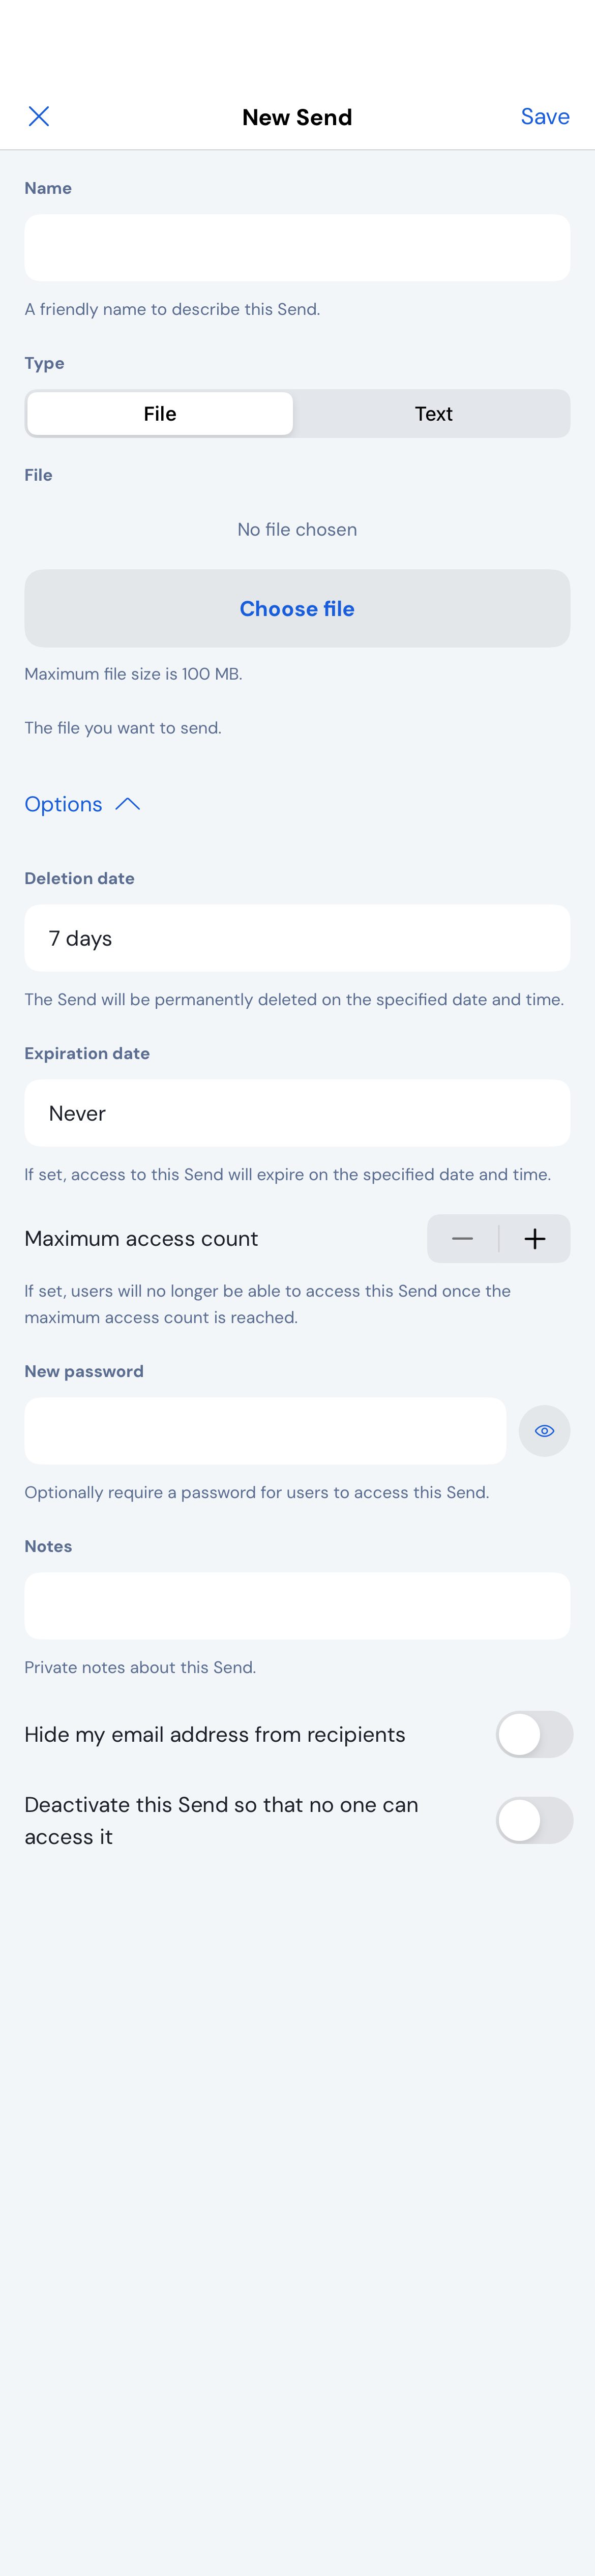 New Send
Save
Name
A friendly name to describe this Send.
Type
File
Text
File
No file chosen
Choose file
Maximum file size is 100 MB.
The file you want to send.
Options
Deletion date
7 days
The Send will be permanently deleted on the specified date and time.
Expiration date
Never
If set, access to this Send will expire on the specified date and time.
Maximum access count
If set, users will no longer be able to access this Send once the
maximum access count is reached.
New password
Optionally require a password for users to access this Send.
Notes
Private notes about this Send.
Hide my email address from recipients
Deactivate this Send so that no one can
access it